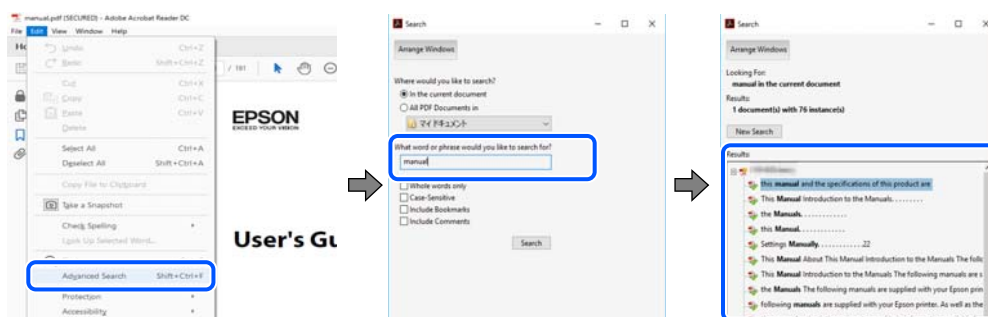 manual.pdf (SECURED) - Adobe Acrobat Reader DC
File Edit View Window Help
Undo Ctrl+Z
Redo Shift+Ctrl+Z
Cut Ctrl+X
Copy Ctrl+C
Paste Ctrl+V
Delete
Select All Ctrl+A
Deselect All Shift+Ctrl+A
Copy File to Clipboard
Take a Snapshot
Check Spelling
Look Up Selected Word...
Advanced Search Shift+Ctrl+F
Protection
Accessibility
/ 181
EPSON
EXCEED YOUR VISION
User's Gu
Search
Arrange Windows
Where would you like to search?
In the current document
All PDF Documents in
マイドキュメント
What word or phrase would you like to search for?
manual
Whole words only
Case-Sensitive
Include Bookmarks
Include Comments
Search
Search
Arrange Windows
Looking For:
manual in the current document
Results:
1 document(s) with 76 instance(s)
New Search
Results
this manual and the specifications of this product are
This Manual Introduction to the Manuals. . . . . . . . .
the Manuals. . . . . . . . . . . . .
this Manual. . . . . . . . . . . . .
Settings Manually. . . . . . . . . . . . .22
This Manual About This Manual Introduction to the Manuals The follo
This Manual Introduction to the Manuals The following manuals are s
the Manuals The following manuals are supplied with your Epson prin
following manuals are supplied with your Epson printer. As well as the